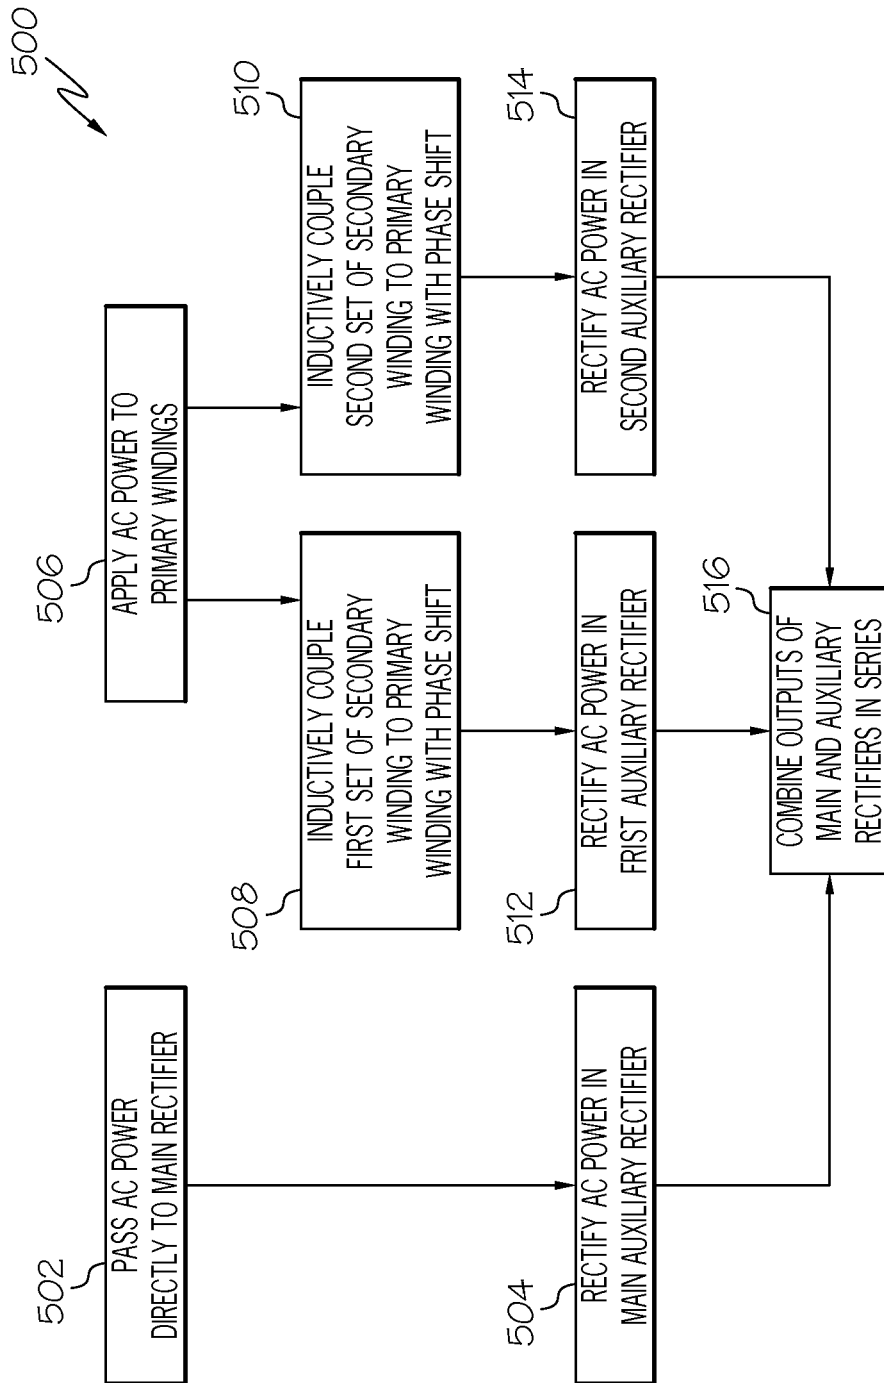 500
502
PASS AC POWER
DIRECTLY TO MAIN RECTIFIER
506
APPLY AC POWER TO
PRIMARY WINDINGS
508
INDUCTIVELY COUPLE
FIRST SET OF SECONDARY
WINDING TO PRIMARY
WINDING WITH PHASE SHIFT
510
INDUCTIVELY COUPLE
SECOND SET OF SECONDARY
WINDING TO PRIMARY
WINDING WITH PHASE SHIFT
504
RECTIFY AC POWER IN
MAIN AUXILIARY RECTIFIER
512
RECTIFY AC POWER IN
FRIST AUXILIARY RECTIFIER
514
RECTIFY AC POWER IN
SECOND AUXILIARY RECTIFIER
516
COMBINE OUTPUTS OF
MAIN AND AUXILIARY
RECTIFIERS IN SERIES